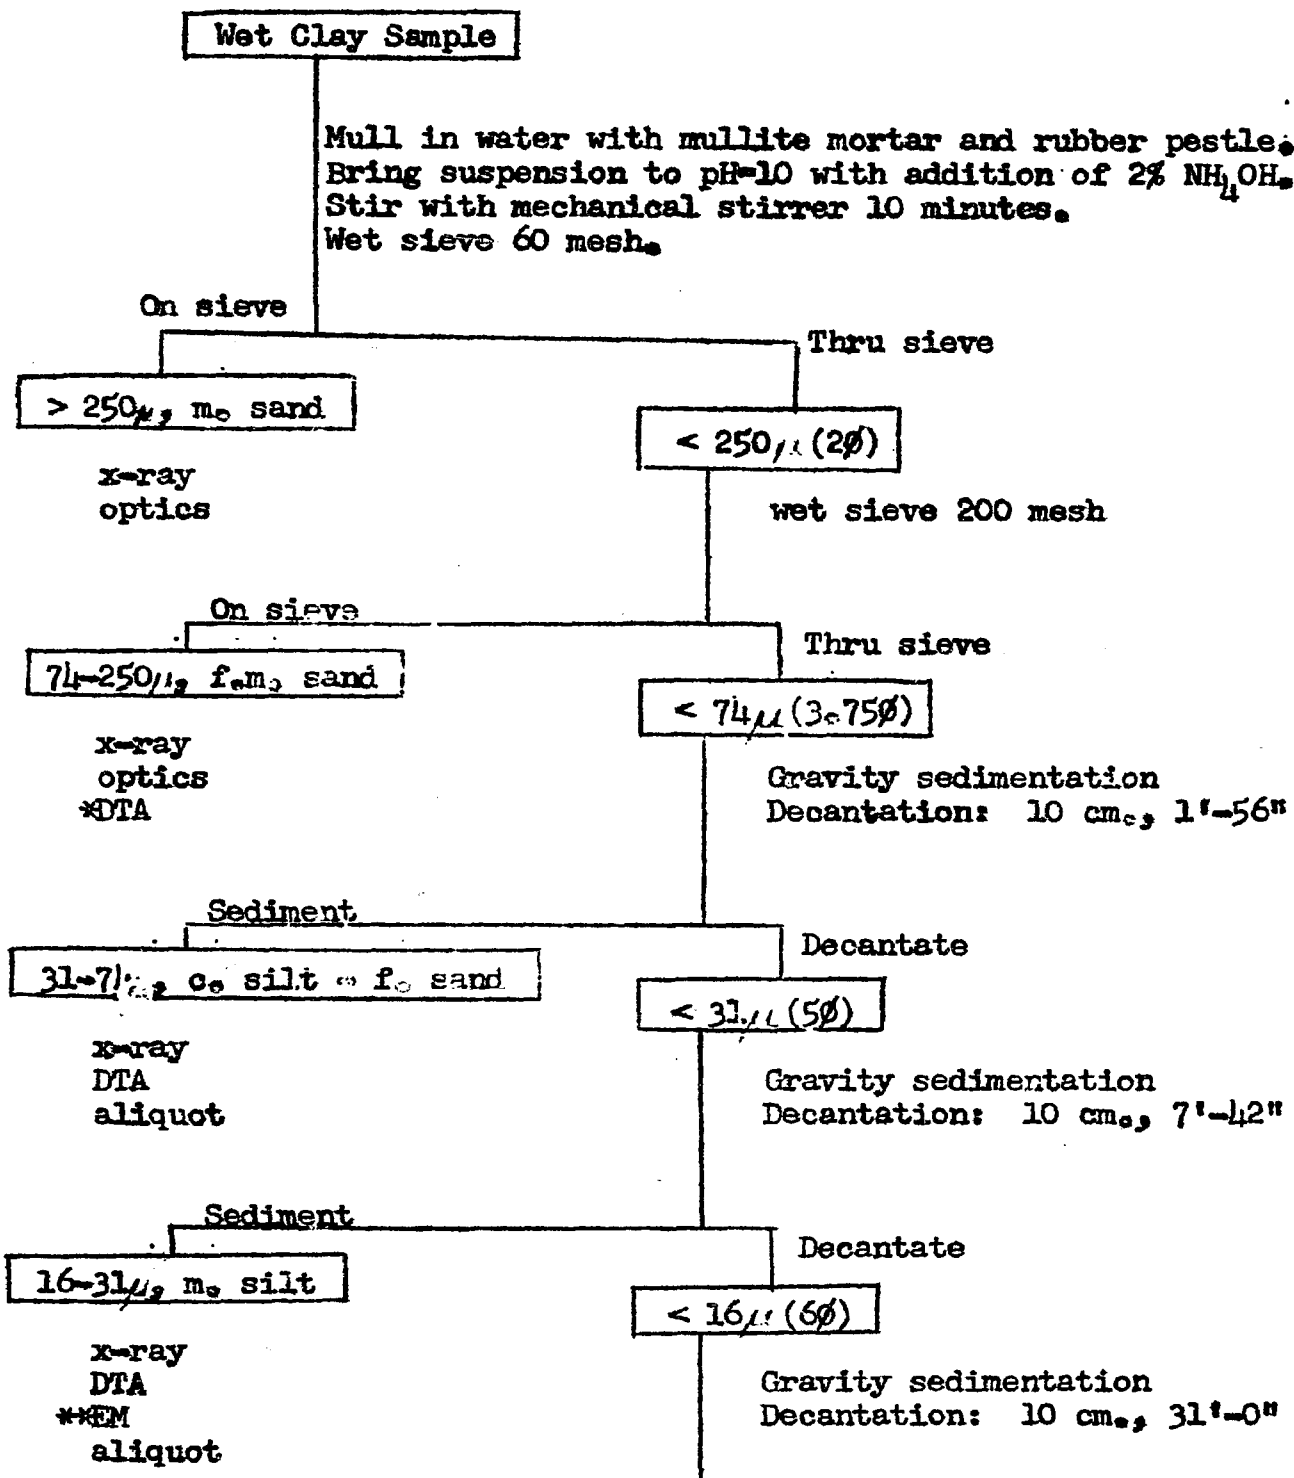 Wet Clay Sample
Mull in water with mullite mortar and rubber pestle.
Bring suspension to pH=10 with addition of 2% NH4OH.
Stir with mechanical stirrer 10 minutes.
Wet sieve 60 mesh.
On sieve
Thru sieve
> 250μ, m. sand
< 250μ (2ø)
x-ray
optics
wet sieve 200 mesh
On sieve
Thru sieve
74-250μ, f.m. sand
< 74μ (3.75ø)
x-ray
optics
*DTA
Gravity sedimentation
Decantation: 10 cm., 1'-56"
Sediment
Decantate
31-74μ, c. silt - f. sand
< 31μ (5ø)
x-ray
DTA
aliquot
Gravity sedimentation
Decantation: 10 cm., 7'-42"
Sediment
Decantate
16-31μ, m. silt
< 16μ (6ø)
x-ray
DTA
**EM
aliquot
Gravity sedimentation
Decantation: 10 cm., 31'-0"